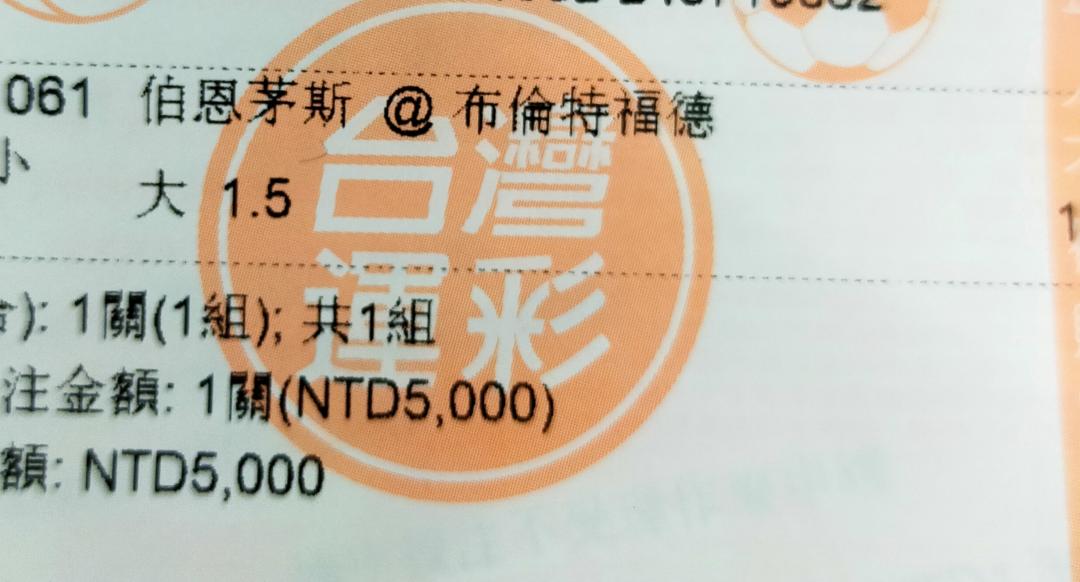 061 伯恩茅斯 @ 布倫特福德
小 大 1.5
): 1關(1組); 共1組
注金額: 1關(NTD5,000)
額: NTD5,000
台灣
運彩